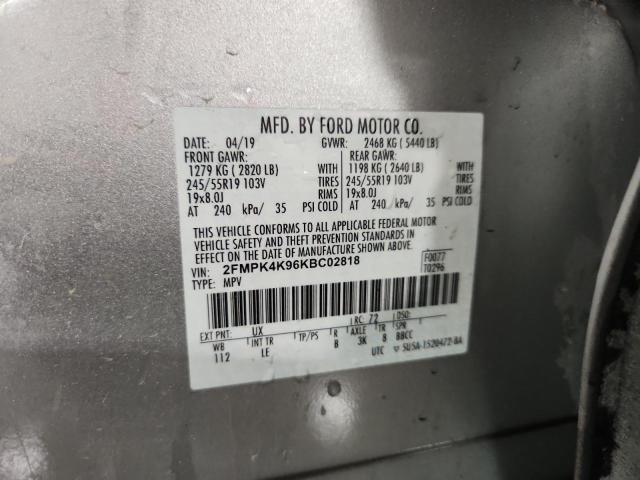 MFD. BY FORD MOTOR CO.
DATE: 04/19 GVWR: 2468 KG ( 5440 LB)
FRONT GAWR: REAR GAWR:
1279 KG ( 2820 LB) WITH 1198 KG ( 2640 LB) WITH
245/55R19 103V TIRES 245/55R19 103V TIRES
19x8.0J RIMS 19x8.0J RIMS
AT 240 kPa/ 35 PSI COLD AT 240 kPa/ 35 PSI COLD
THIS VEHICLE CONFORMS TO ALL APPLICABLE FEDERAL MOTOR
VEHICLE SAFETY AND THEFT PREVENTION STANDARDS IN
EFFECT ON THE DATE OF MANUFACTURE SHOWN ABOVE.
VIN: 2FMPK4K96KBC02818 F0077
TYPE: MPV T0296
EXT PNT: UX RC: 72 DSO:
WB INT TR TP/PS R AXLE TR SPR
112 LE B 3K 8 BBCC
UTC ▽ 5USA-1520472-BA